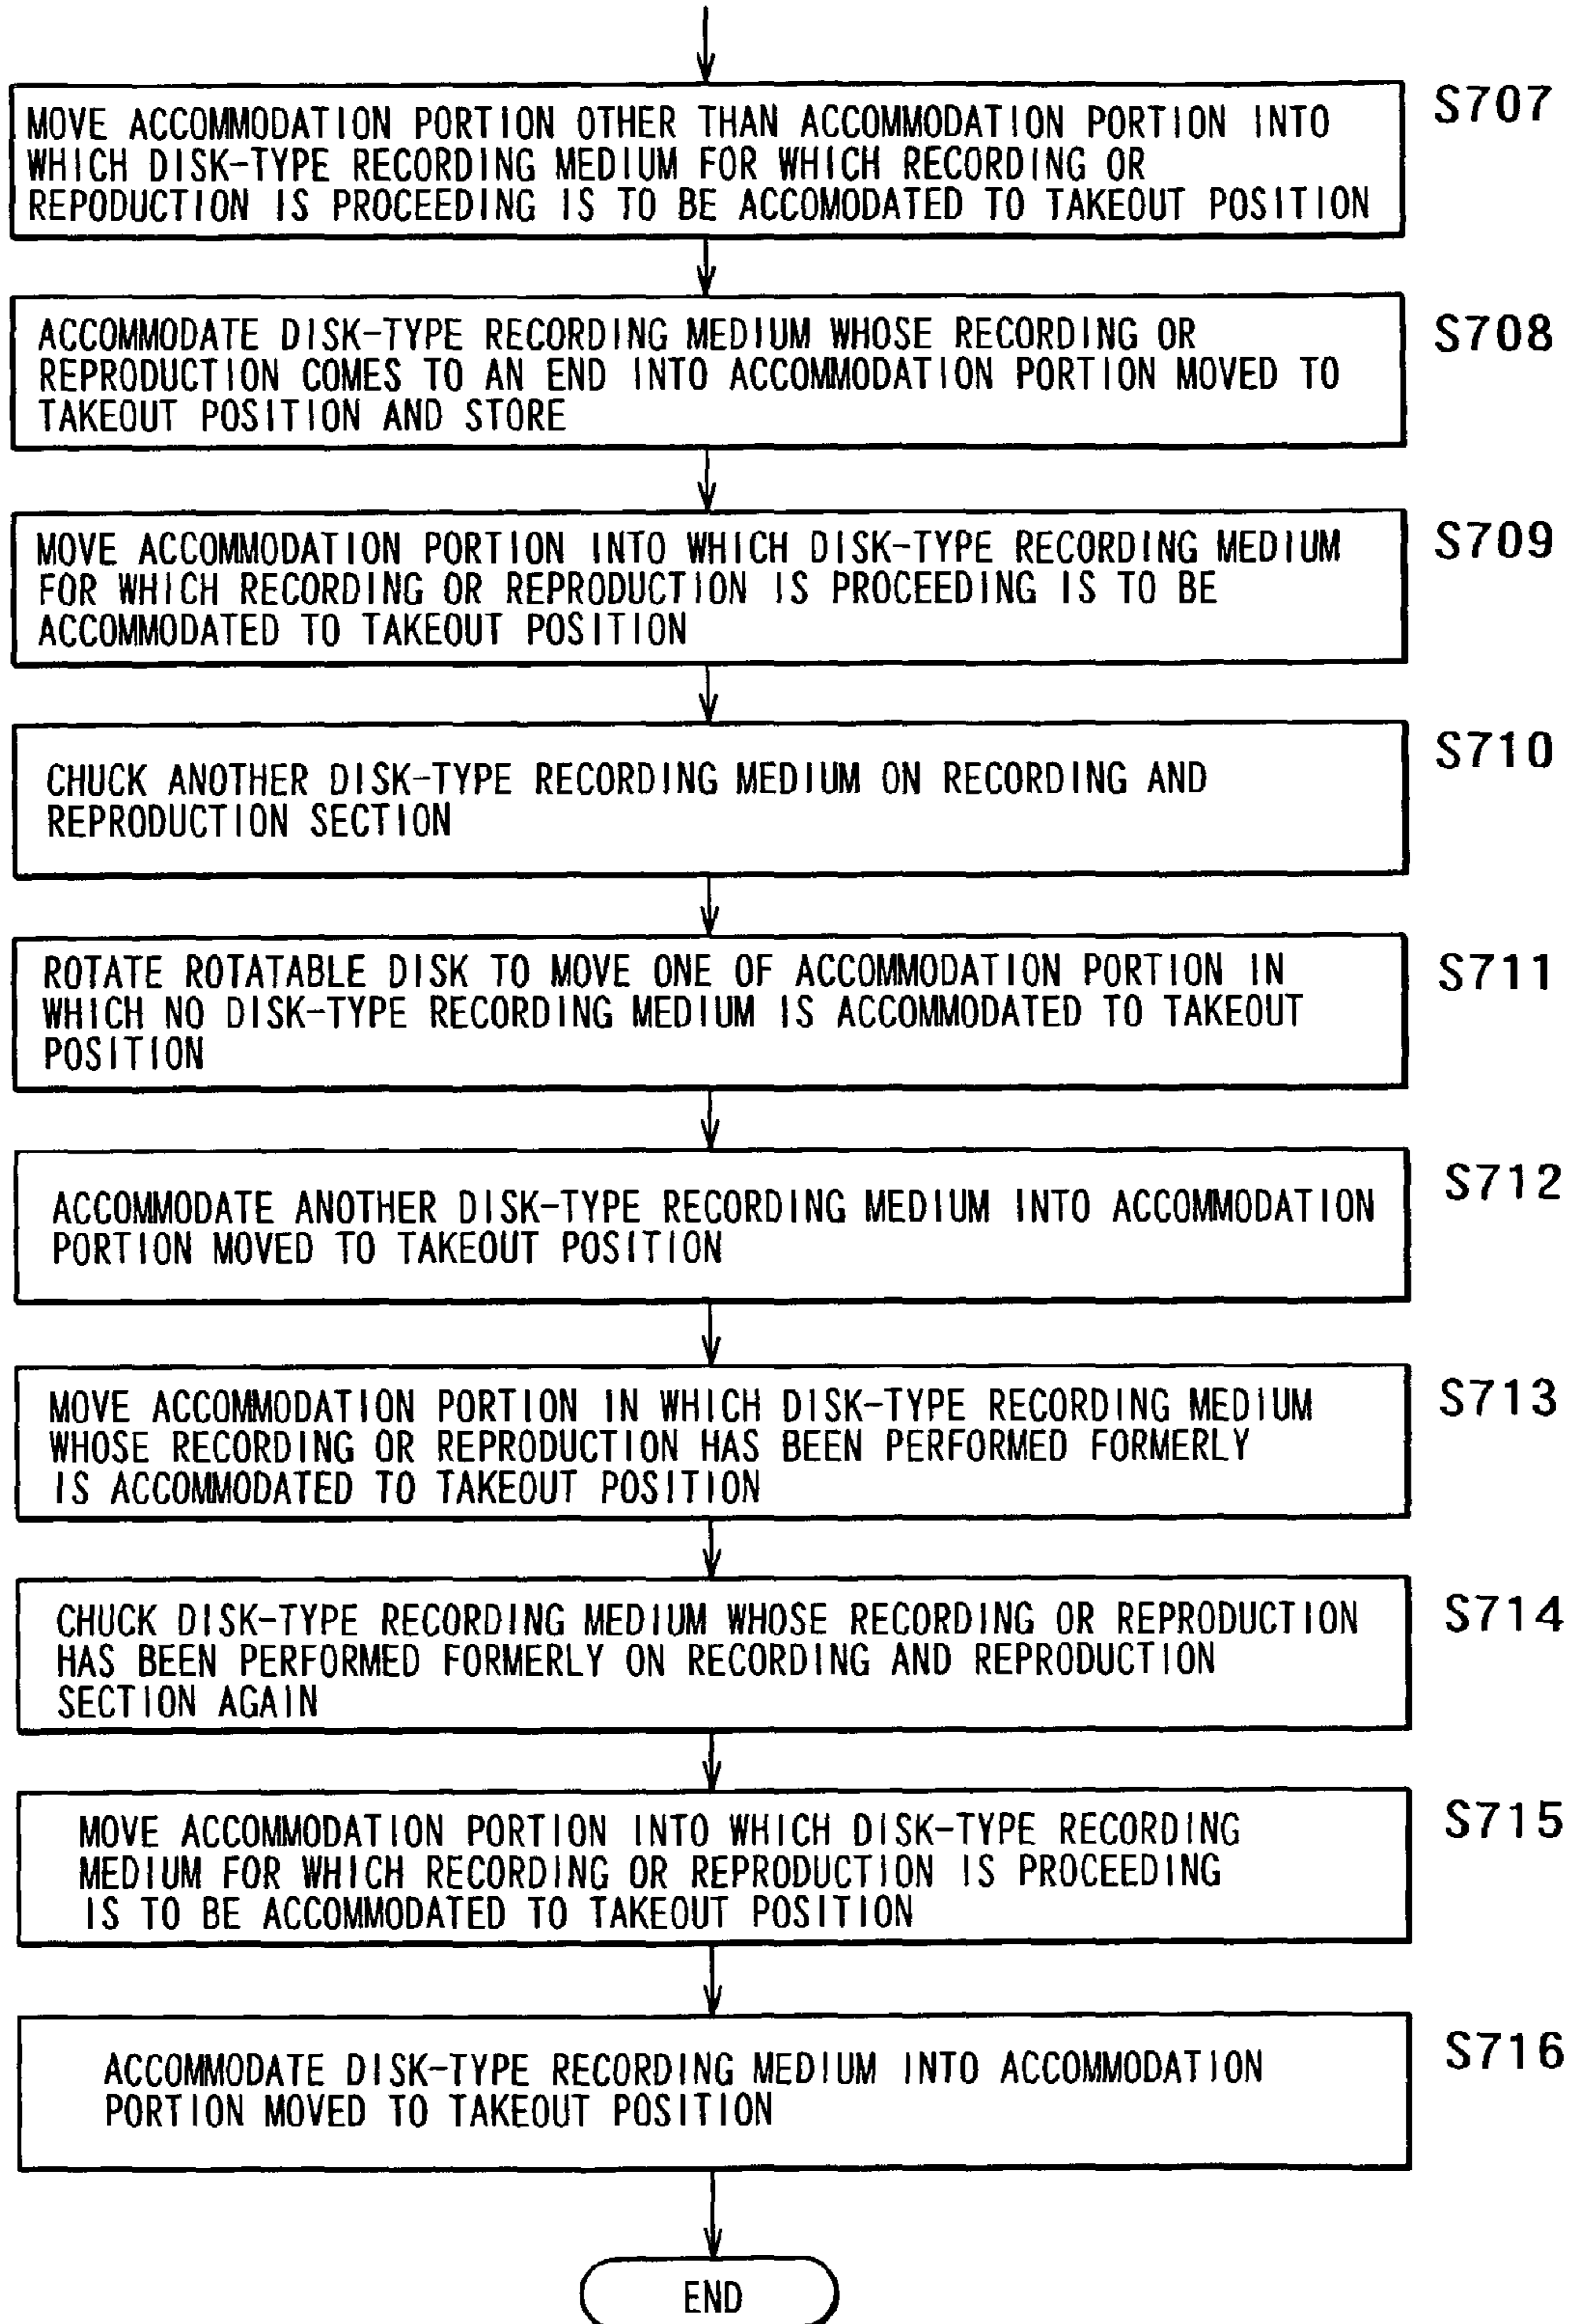 S707
MOVE ACCOMMODATION PORTION OTHER THAN ACCOMMODATION PORTION INTO
WHICH DISK-TYPE RECORDING MEDIUM FOR WHICH RECORDING OR
REPODUCTION IS PROCEEDING IS TO BE ACCOMODATED TO TAKEOUT POSITION
S708
ACCOMMODATE DISK-TYPE RECORDING MEDIUM WHOSE RECORDING OR
REPRODUCTION COMES TO AN END INTO ACCOMMODATION PORTION MOVED TO
TAKEOUT POSITION AND STORE
S709
MOVE ACCOMMODATION PORTION INTO WHICH DISK-TYPE RECORDING MEDIUM
FOR WHICH RECORDING OR REPRODUCTION IS PROCEEDING IS TO BE
ACCOMMODATED TO TAKEOUT POSITION
S710
CHUCK ANOTHER DISK-TYPE RECORDING MEDIUM ON RECORDING AND
REPRODUCTION SECTION
S711
ROTATE ROTATABLE DISK TO MOVE ONE OF ACCOMMODATION PORTION IN
WHICH NO DISK-TYPE RECORDING MEDIUM IS ACCOMMODATED TO TAKEOUT
POSITION
S712
ACCOMMODATE ANOTHER DISK-TYPE RECORDING MEDIUM INTO ACCOMMODATION
PORTION MOVED TO TAKEOUT POSITION
S713
MOVE ACCOMMODATION PORTION IN WHICH DISK-TYPE RECORDING MEDIUM
WHOSE RECORDING OR REPRODUCTION HAS BEEN PERFORMED FORMERLY
IS ACCOMMODATED TO TAKEOUT POSITION
S714
CHUCK DISK-TYPE RECORDING MEDIUM WHOSE RECORDING OR REPRODUCTION
HAS BEEN PERFORMED FORMERLY ON RECORDING AND REPRODUCTION
SECTION AGAIN
S715
MOVE ACCOMMODATION PORTION INTO WHICH DISK-TYPE RECORDING
MEDIUM FOR WHICH RECORDING OR REPRODUCTION IS PROCEEDING
IS TO BE ACCOMMODATED TO TAKEOUT POSITION
S716
ACCOMMODATE DISK-TYPE RECORDING MEDIUM INTO ACCOMMODATION
PORTION MOVED TO TAKEOUT POSITION
END